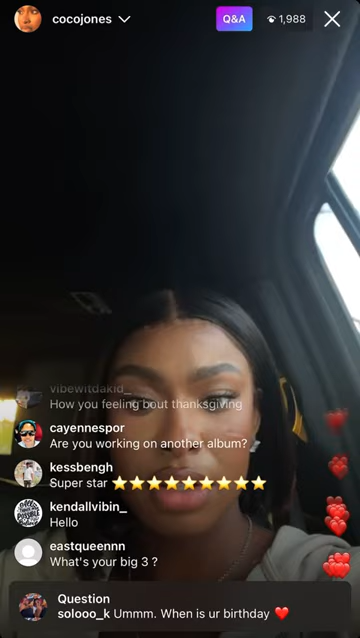 cocojones
Q&A
1,988
vibewitdakid_
How you feeling bout thanksgiving
cayennespor
Are you working on another album?
kessbengh
Super star ⭐⭐⭐⭐⭐⭐⭐⭐⭐
kendallvibin_
Hello
eastqueennn
What's your big 3 ?
Question
solooo_k Ummm. When is ur birthday ❤️